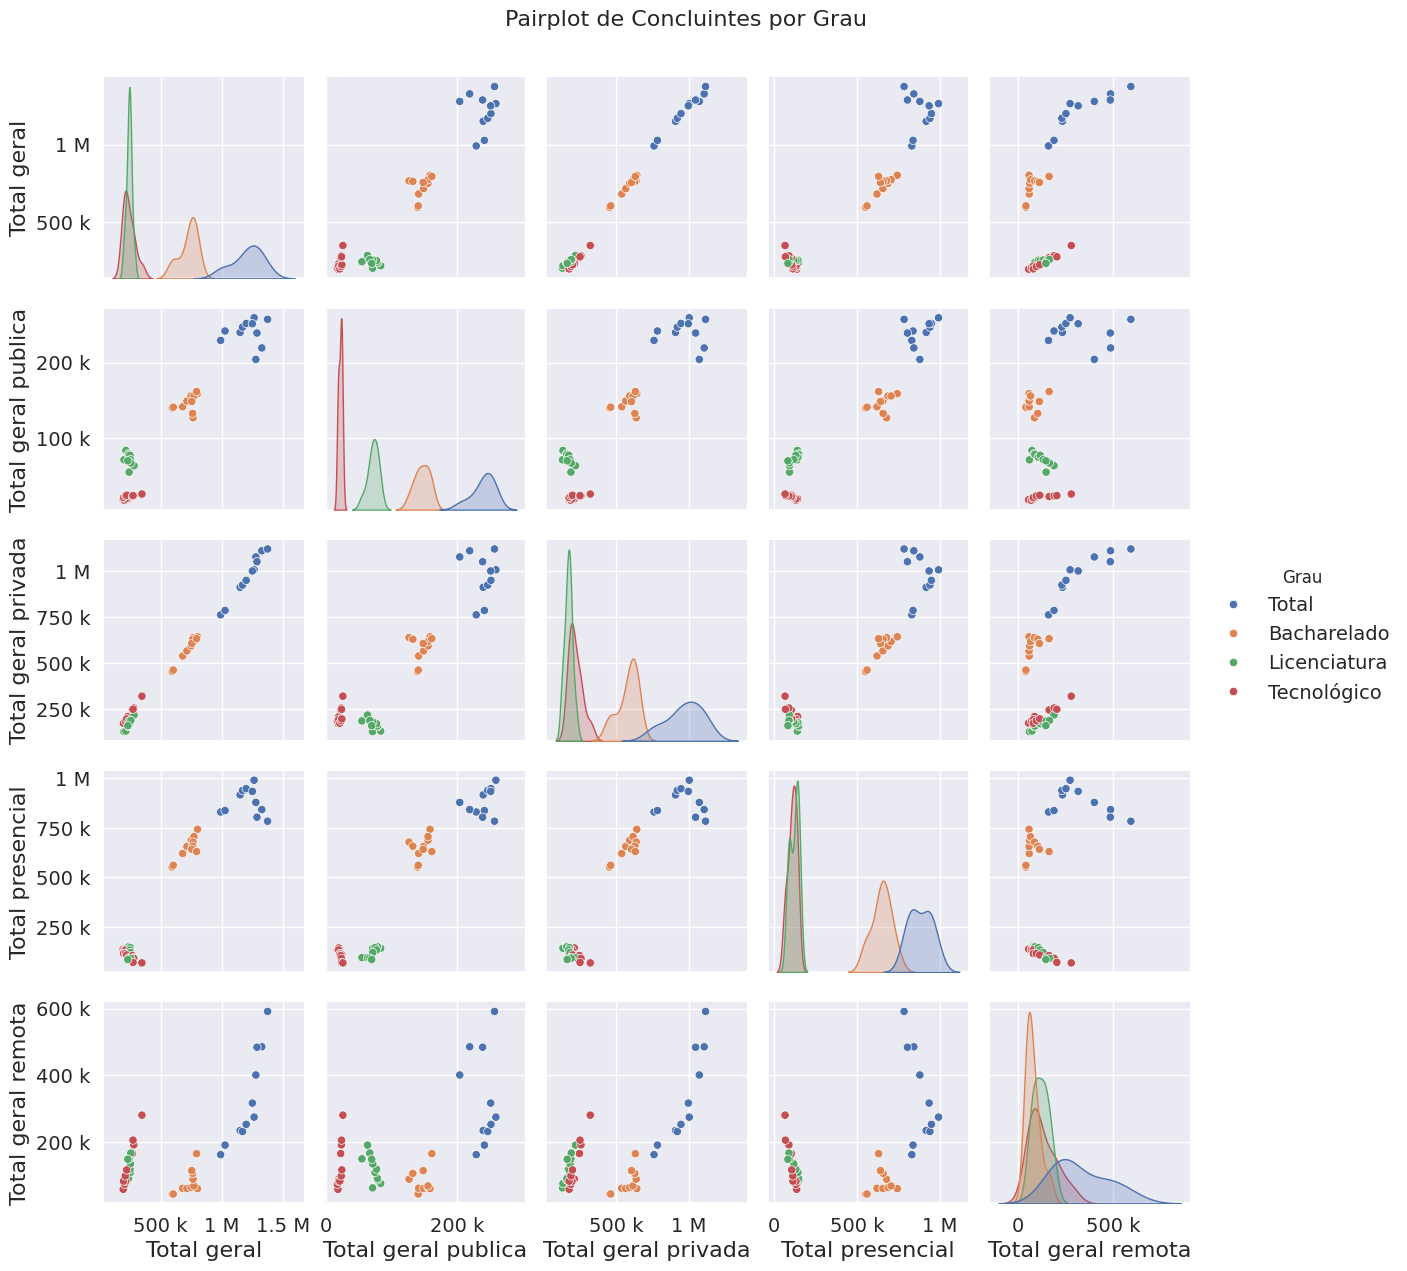 Pairplot de Concluintes por Grau
Total geral
1 M
500 k
Total geral publica
200 k
100 k
Total geral privada
1 M
750 k
500 k
250 k
Total presencial
1 M
750 k
500 k
250 k
Total geral remota
600 k
400 k
200 k
500 k 1 M 1.5 M
0 200 k
500 k 1 M
0 500 k 1 M
0 500 k
Total geral
Total geral publica
Total geral privada
Total presencial
Total geral remota
Grau
Total
Bacharelado
Licenciatura
Tecnológico